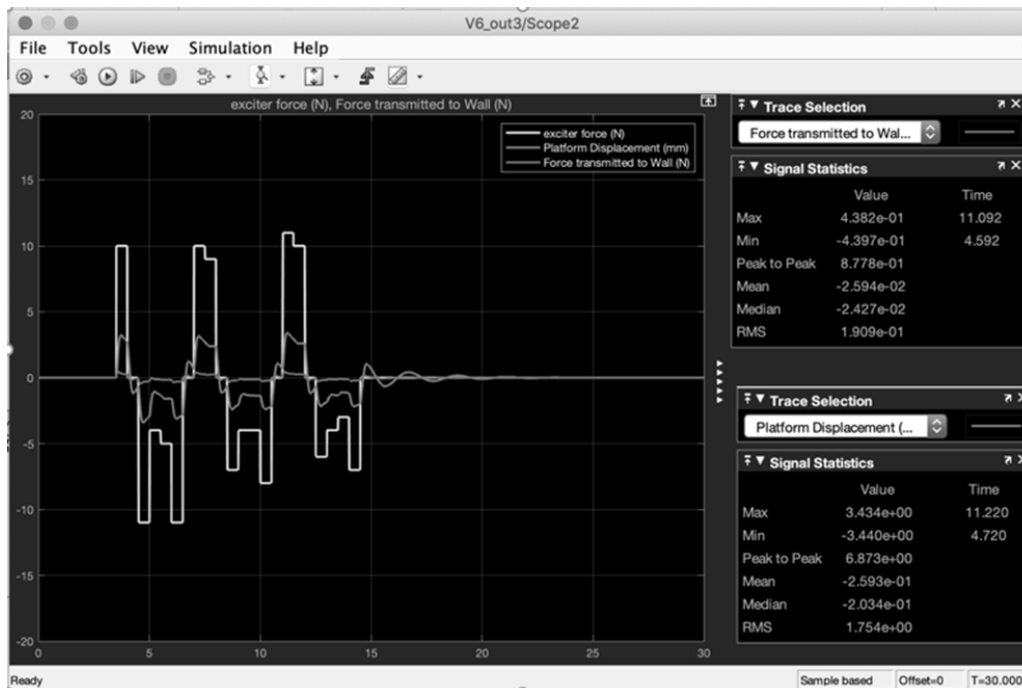 V6_out3/Scope2
File Tools View Simulation Help
exciter force (N), Force transmitted to Wall (N)
exciter force (N)
Platform Displacement (mm)
Force transmitted to Wall (N)
20
15
10
5
0
-5
-10
-15
-20
0 5 10 15 20 25 30
Trace Selection
Force transmitted to Wal...
Signal Statistics
Value Time
Max 4.382e-01 11.092
Min -4.397e-01 4.592
Peak to Peak 8.778e-01
Mean -2.594e-02
Median -2.427e-02
RMS 1.909e-01
Trace Selection
Platform Displacement (...
Signal Statistics
Value Time
Max 3.434e+00 11.220
Min -3.440e+00 4.720
Peak to Peak 6.873e+00
Mean -2.593e-01
Median -2.034e-01
RMS 1.754e+00
Ready Sample based Offset=0 T=30.000